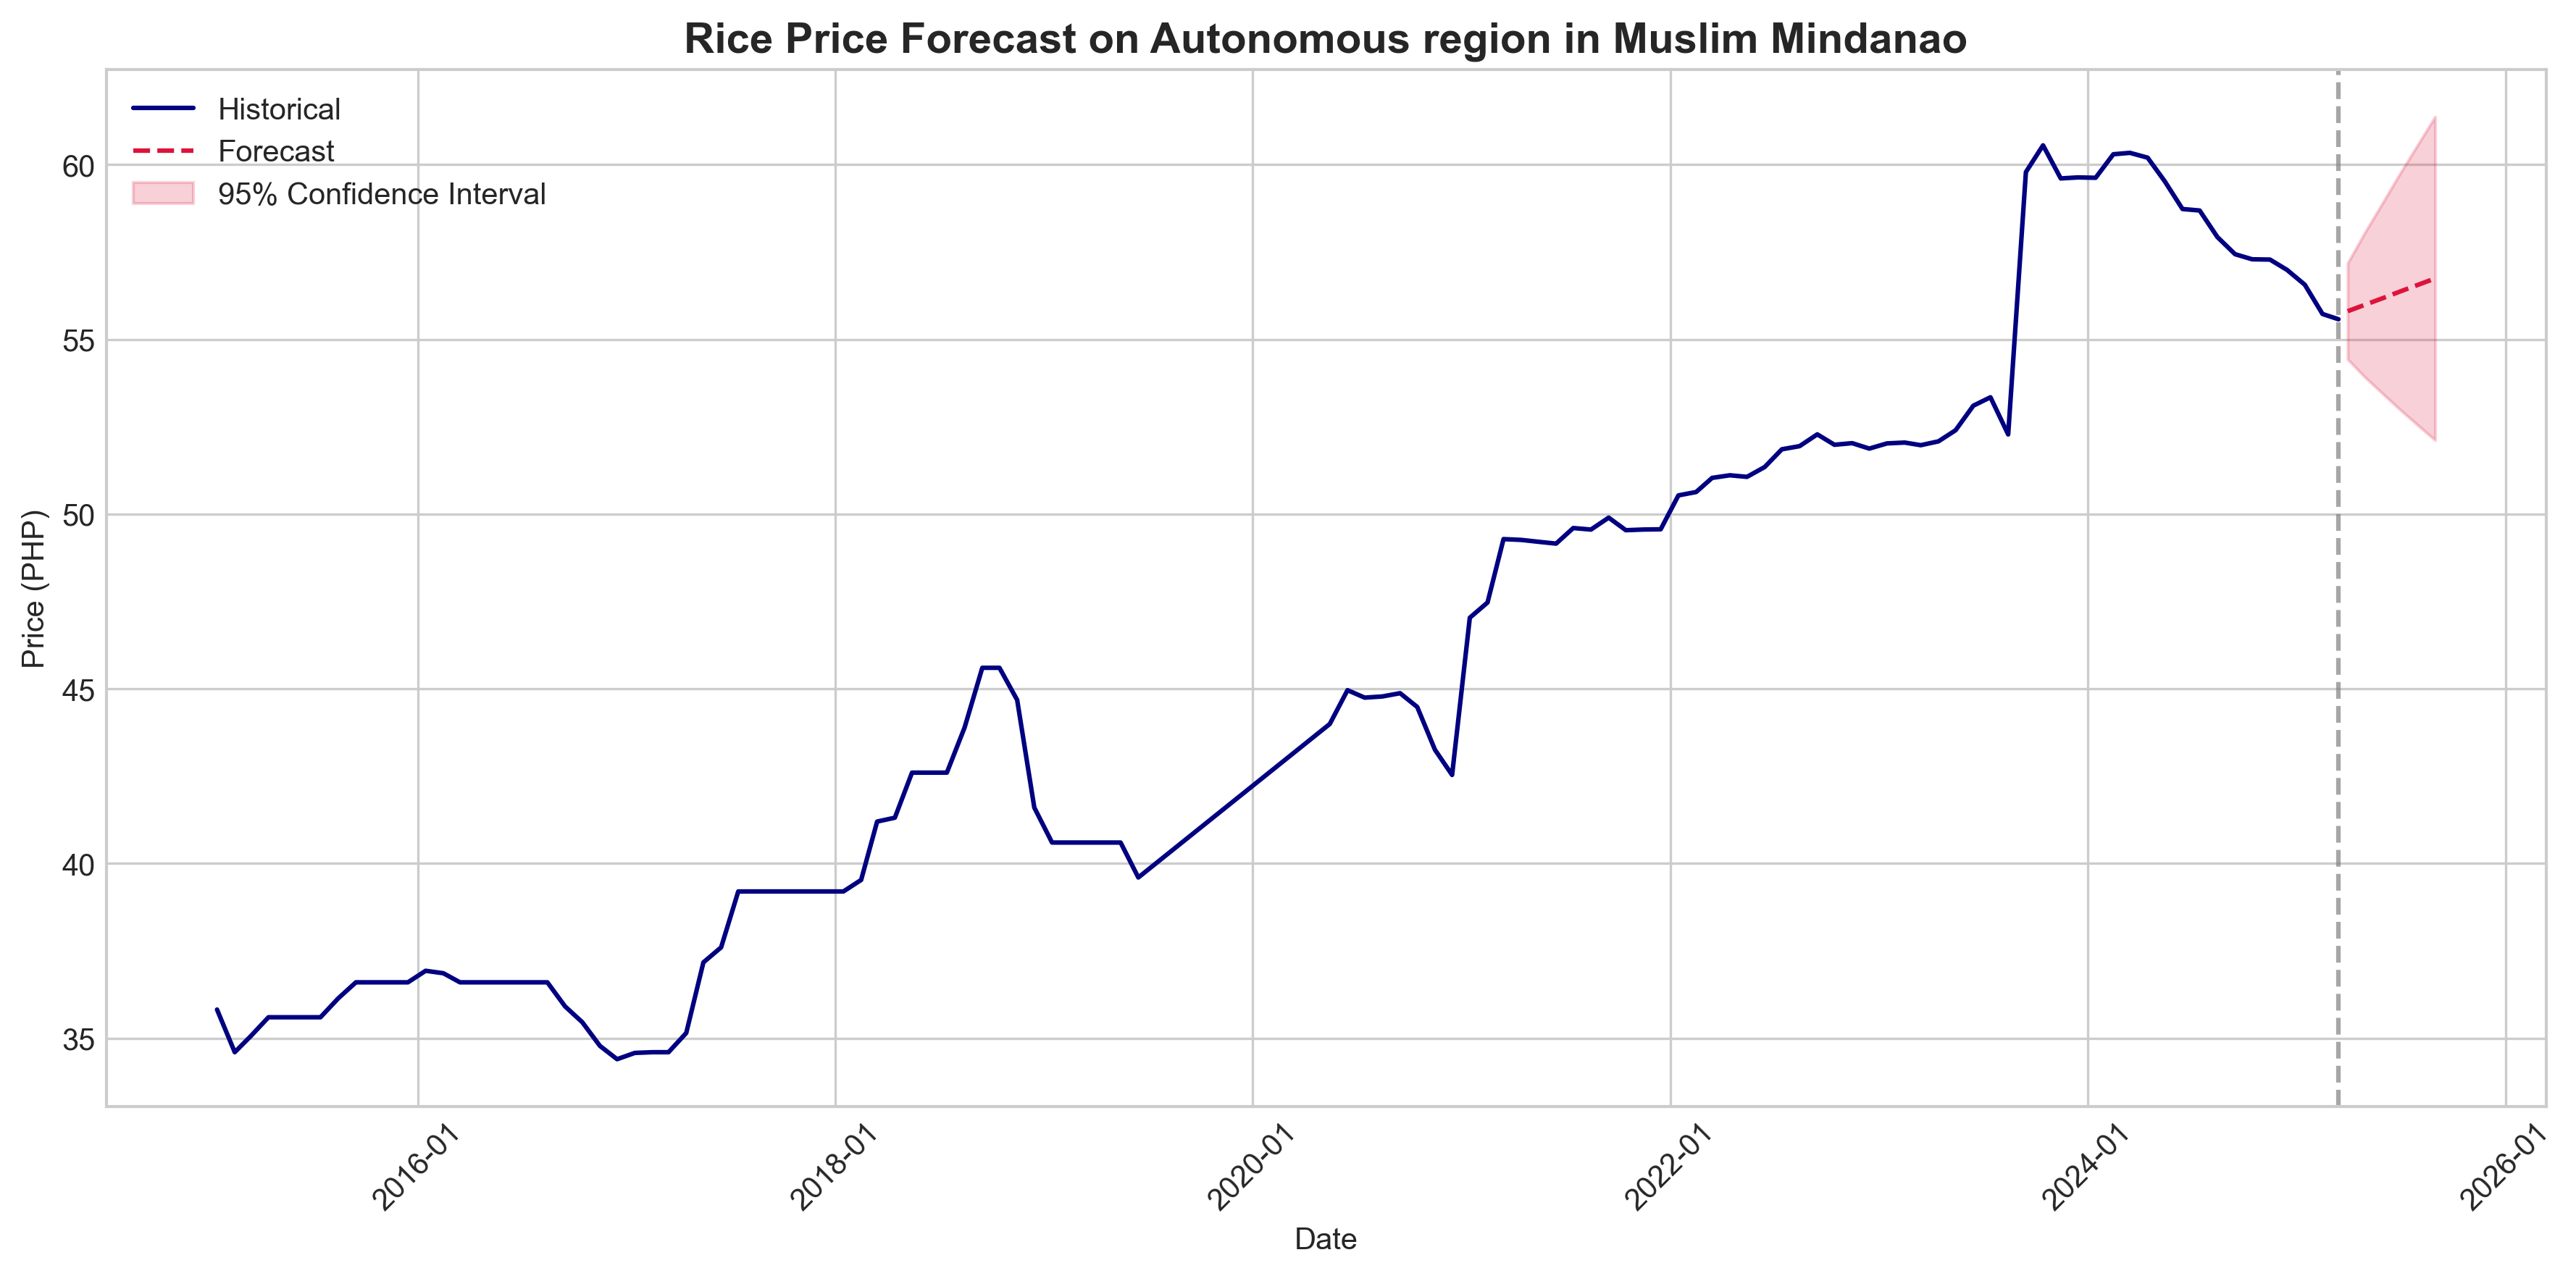 Rice Price Forecast on Autonomous region in Muslim Mindanao
Historical
Forecast
95% Confidence Interval
Price (PHP)
60
55
50
45
40
35
2016-01
2018-01
2020-01
2022-01
2024-01
2026-01
Date